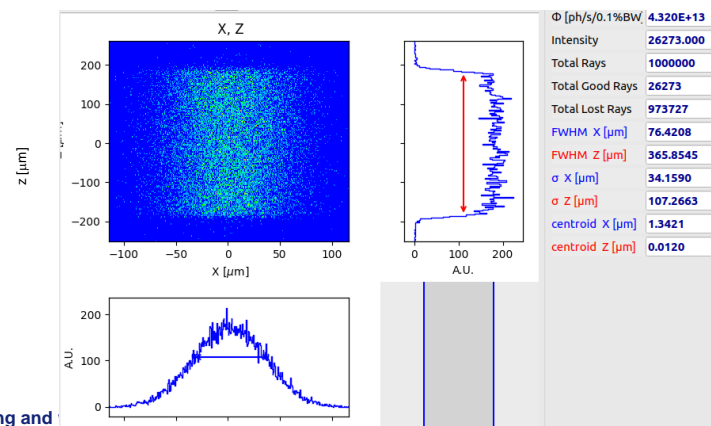 X, Z
z [μm]
200
100
0
−100
−200
−100
−50
0
50
100
X [μm]
0
100
200
A.U.
A.U.
200
100
0
Φ [ph/s/0.1%BW] 4.320E+13
Intensity 26273.000
Total Rays 1000000
Total Good Rays 26273
Total Lost Rays 973727
FWHM X [μm] 76.4208
FWHM Z [μm] 365.8545
σ X [μm] 34.1590
σ Z [μm] 107.2663
centroid X [μm] 1.3421
centroid Z [μm] 0.0120
ng and